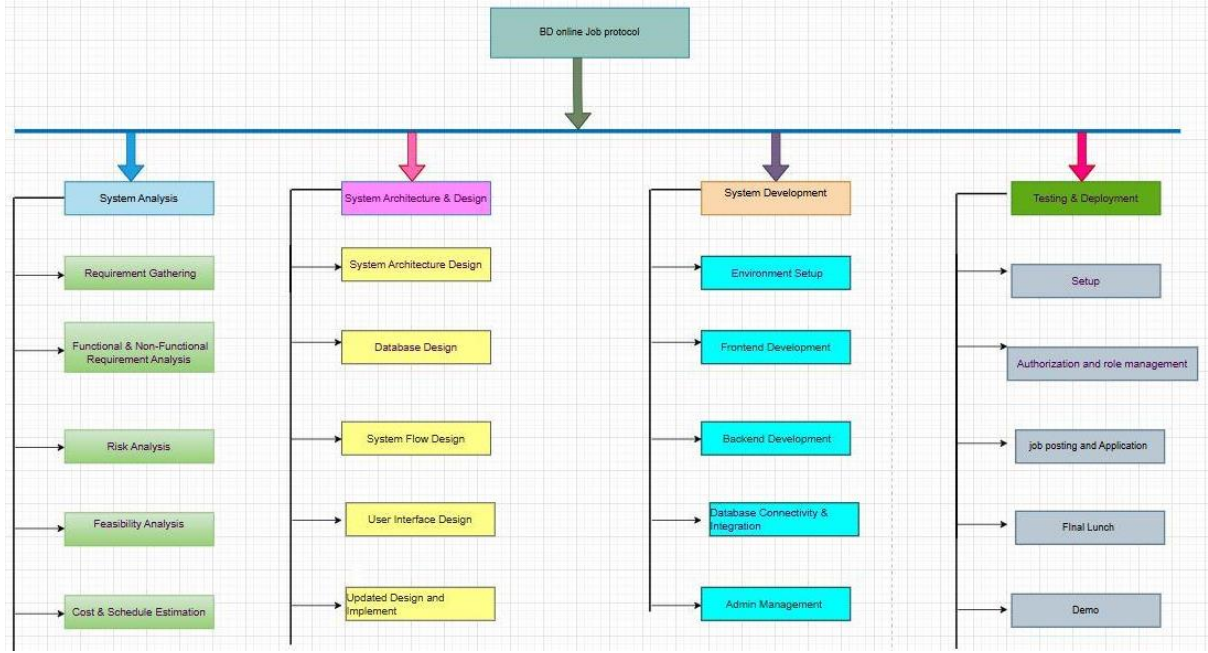 BD online Job protocol
System Analysis
Requirement Gathering
Functional & Non-Functional
Requirement Analysis
Risk Analysis
Feasibility Analysis
Cost & Schedule Estimation
System Architecture & Design
System Architecture Design
Database Design
System Flow Design
User Interface Design
Updated Design and
Implement
System Development
Environment Setup
Frontend Development
Backend Development
Database Connectivity &
Integration
Admin Management
Testing & Deployment
Setup
Authorization and role management
job posting and Application
FInal Lunch
Demo